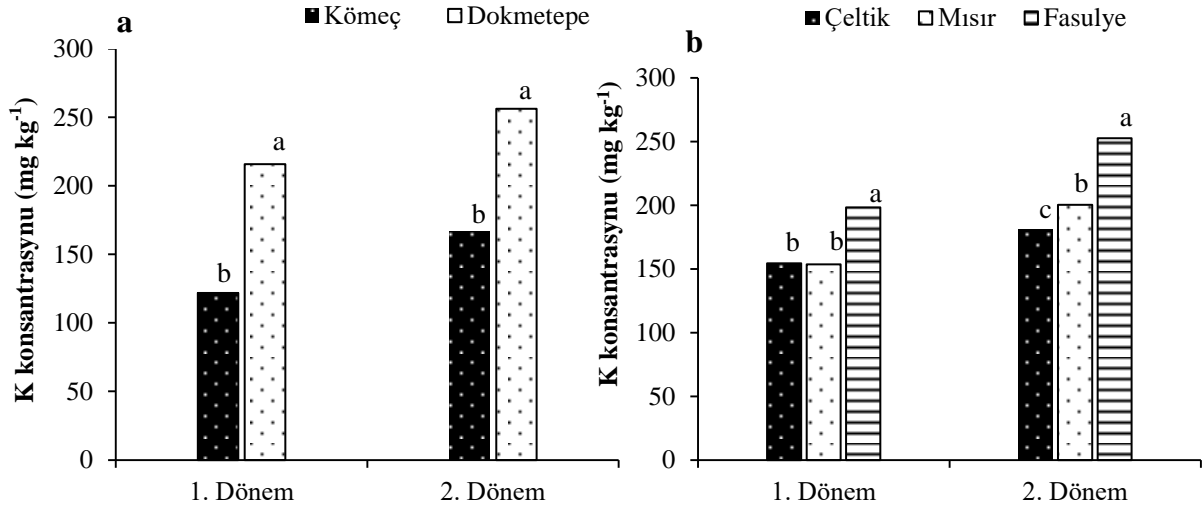 Kömeç Dokmetepe
a
K konsantrasynu (mg kg-1)
300
250
200
150
100
50
0
b
a
b
a
1. Dönem 2. Dönem
Çeltik Mısır Fasulye
b
K konsantrasynu (mg kg-1)
300
250
200
150
100
50
0
b
b
a
c
b
a
1. Dönem 2. Dönem